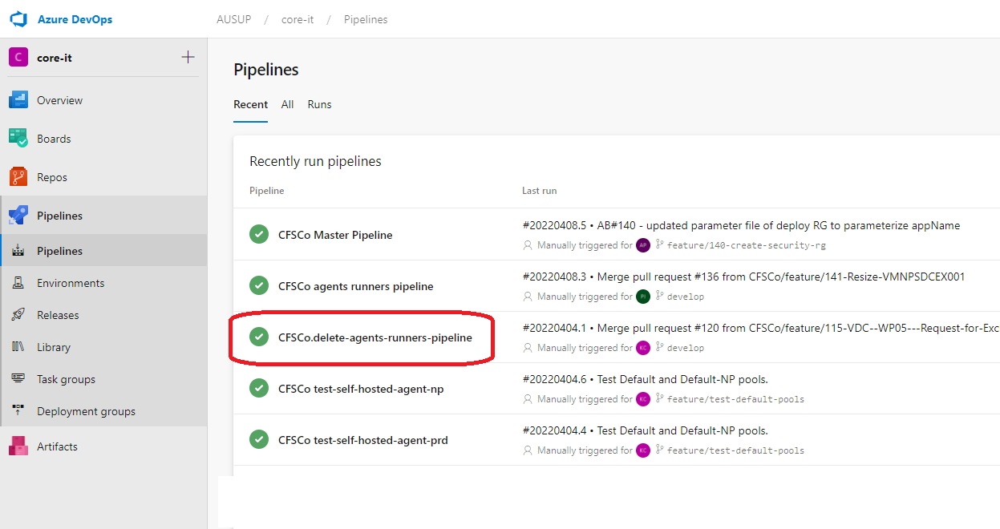 Azure DevOps
AUSUP / core-it / Pipelines
C core-it
Overview
Boards
Repos
Pipelines
Pipelines
Environments
Releases
Library
Task groups
Deployment groups
Artifacts
Pipelines
Recent All Runs
Recently run pipelines
Pipeline Last run
CFSCo Master Pipeline
#20220408.5 • AB#140 - updated parameter file of deploy RG to parameterize appName
Manually triggered for AP feature/140-create-security-rg
CFSCo agents runners pipeline
#20220408.3 • Merge pull request #136 from CFSCo/feature/141-Resize-VMNPSDCEX001
Manually triggered for PI develop
CFSCo.delete-agents-runners-pipeline
#20220404.1 • Merge pull request #120 from CFSCo/feature/115-VDC--WP05---Request-for-Exc
Manually triggered for KC develop
CFSCo test-self-hosted-agent-np
#20220404.6 • Test Default and Default-NP pools.
Manually triggered for KC feature/test-default-pools
CFSCo test-self-hosted-agent-prd
#20220404.4 • Test Default and Default-NP pools.
Manually triggered for KC feature/test-default-pools